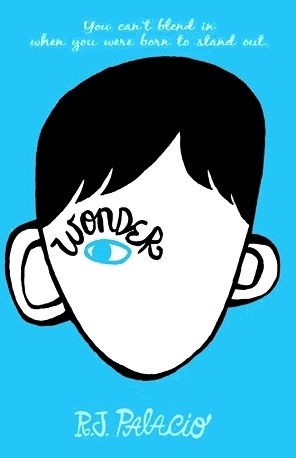 You can't blend in
when you were born to stand out.
WONDER
R.J. PALACIO